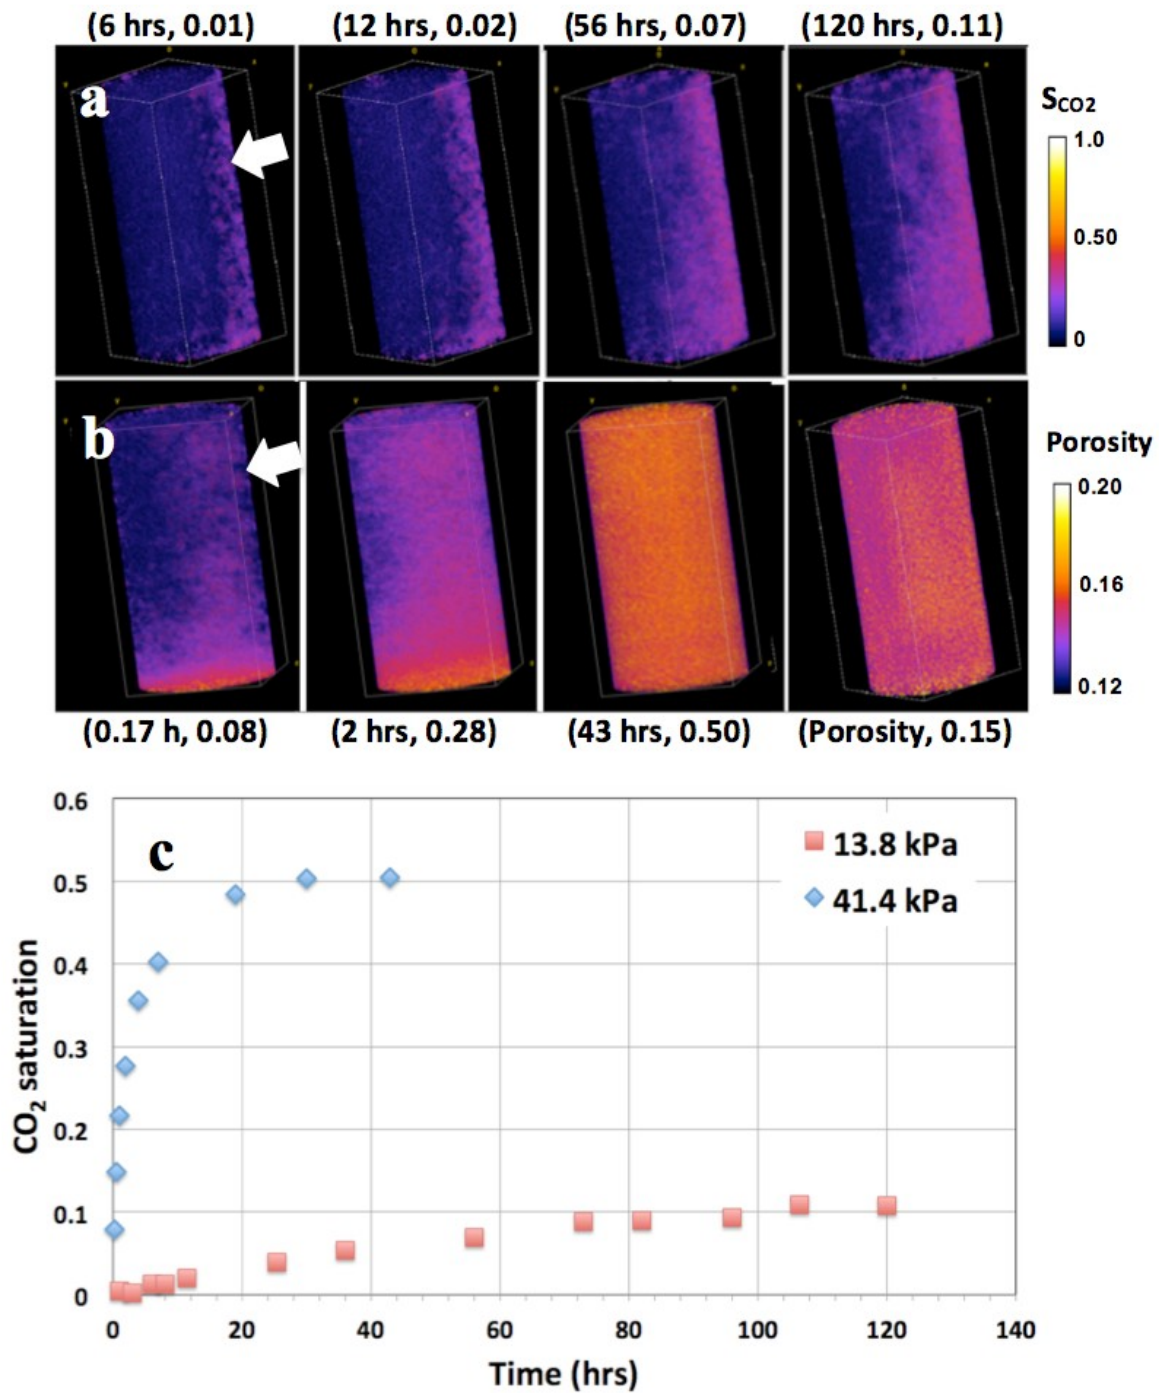 (6 hrs, 0.01) (12 hrs, 0.02) (56 hrs, 0.07) (120 hrs, 0.11)
a
S_CO2
1.0
0.50
0
b
Porosity
0.20
0.16
0.12
(0.17 h, 0.08) (2 hrs, 0.28) (43 hrs, 0.50) (Porosity, 0.15)
c
13.8 kPa
41.4 kPa
CO2 saturation
0.6
0.5
0.4
0.3
0.2
0.1
0
0 20 40 60 80 100 120 140
Time (hrs)